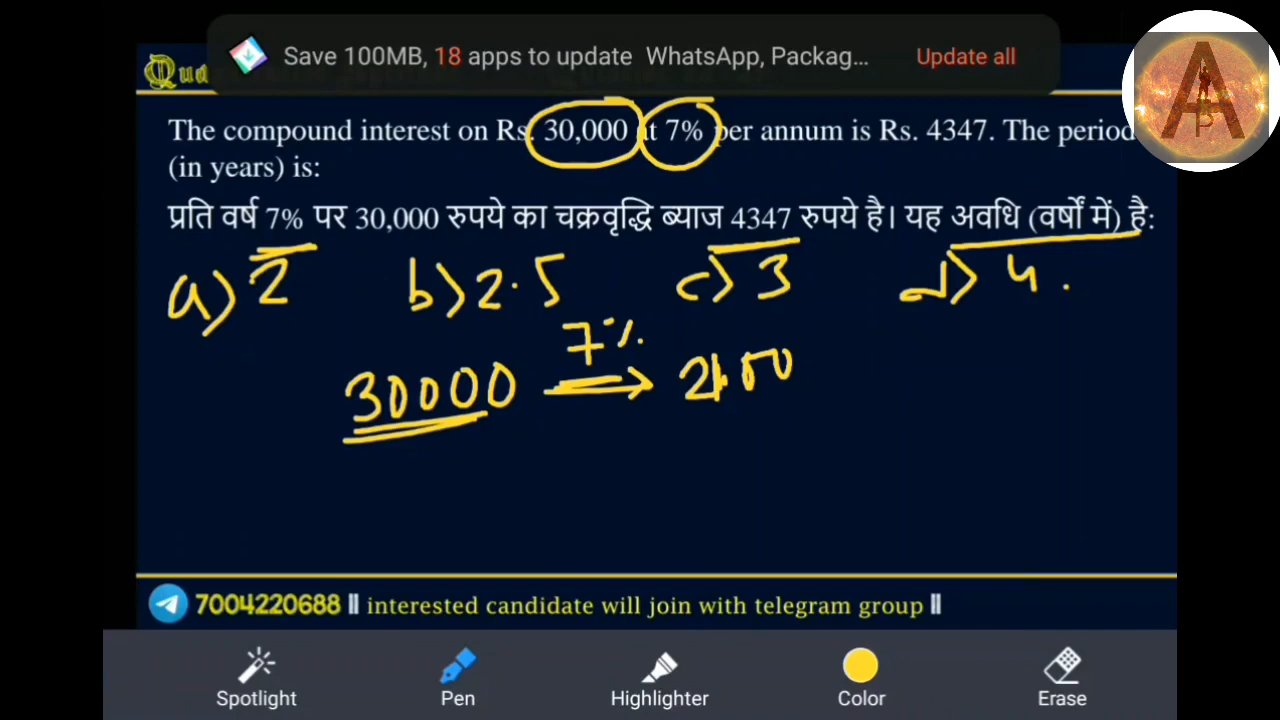 Save 100MB, 18 apps to update WhatsApp, Packag... Update all
Qud
The compound interest on Rs. 30,000 at 7% per annum is Rs. 4347. The period
(in years) is:
प्रति वर्ष 7% पर 30,000 रुपये का चक्रवृद्धि ब्याज 4347 रुपये है। यह अवधि (वर्षों में) है:
a) 2 b) 2.5 c) 3 d) 4.
7%
30000 → 2100
7004220688 || interested candidate will join with telegram group ||
Spotlight Pen Highlighter Color Erase